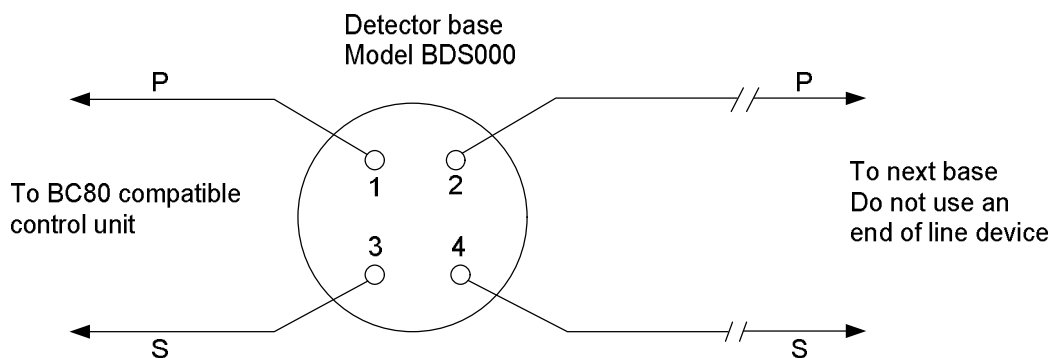 Detector base
Model BDS000
P
P
To BC80 compatible
control unit
1
2
3
4
To next base
Do not use an
end of line device
S
S